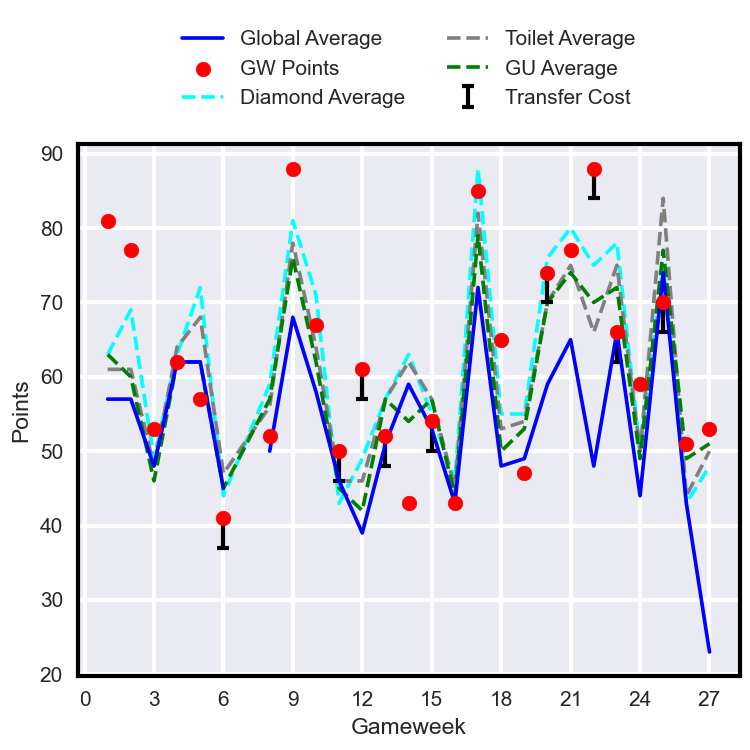 Global Average
GW Points
Diamond Average
Toilet Average
GU Average
Transfer Cost
90
80
70
60
50
40
30
20
Points
0 3 6 9 12 15 18 21 24 27
Gameweek